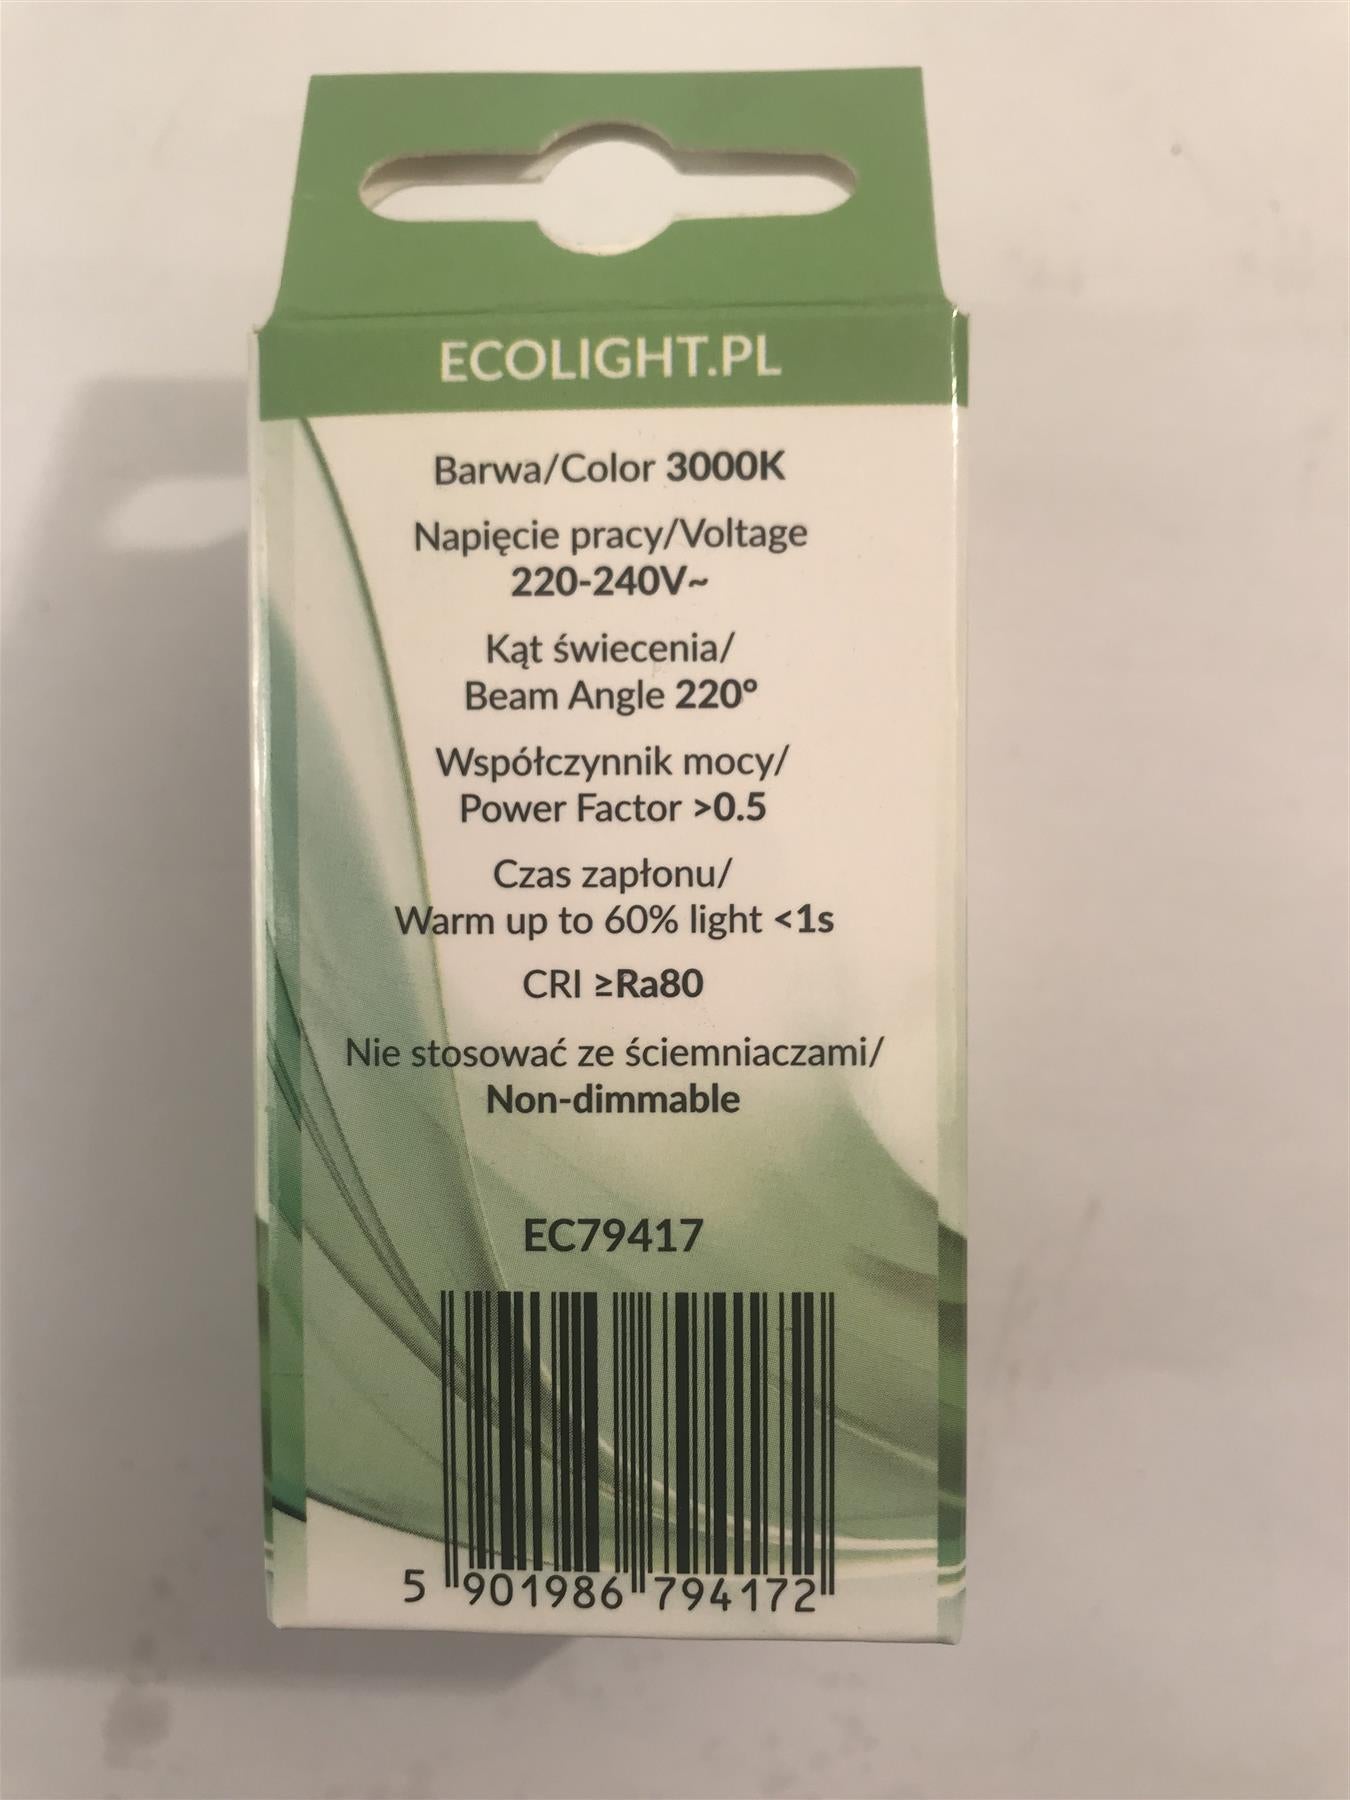 ECOLIGHT.PL
Barwa/Color 3000K
Napięcie pracy/Voltage
220-240V~
Kąt świecenia/
Beam Angle 220°
Współczynnik mocy/
Power Factor >0.5
Czas zapłonu/
Warm up to 60% light <1s
CRI ≥Ra80
Nie stosować ze ściemniaczami/
Non-dimmable
EC79417
5 901986 794172